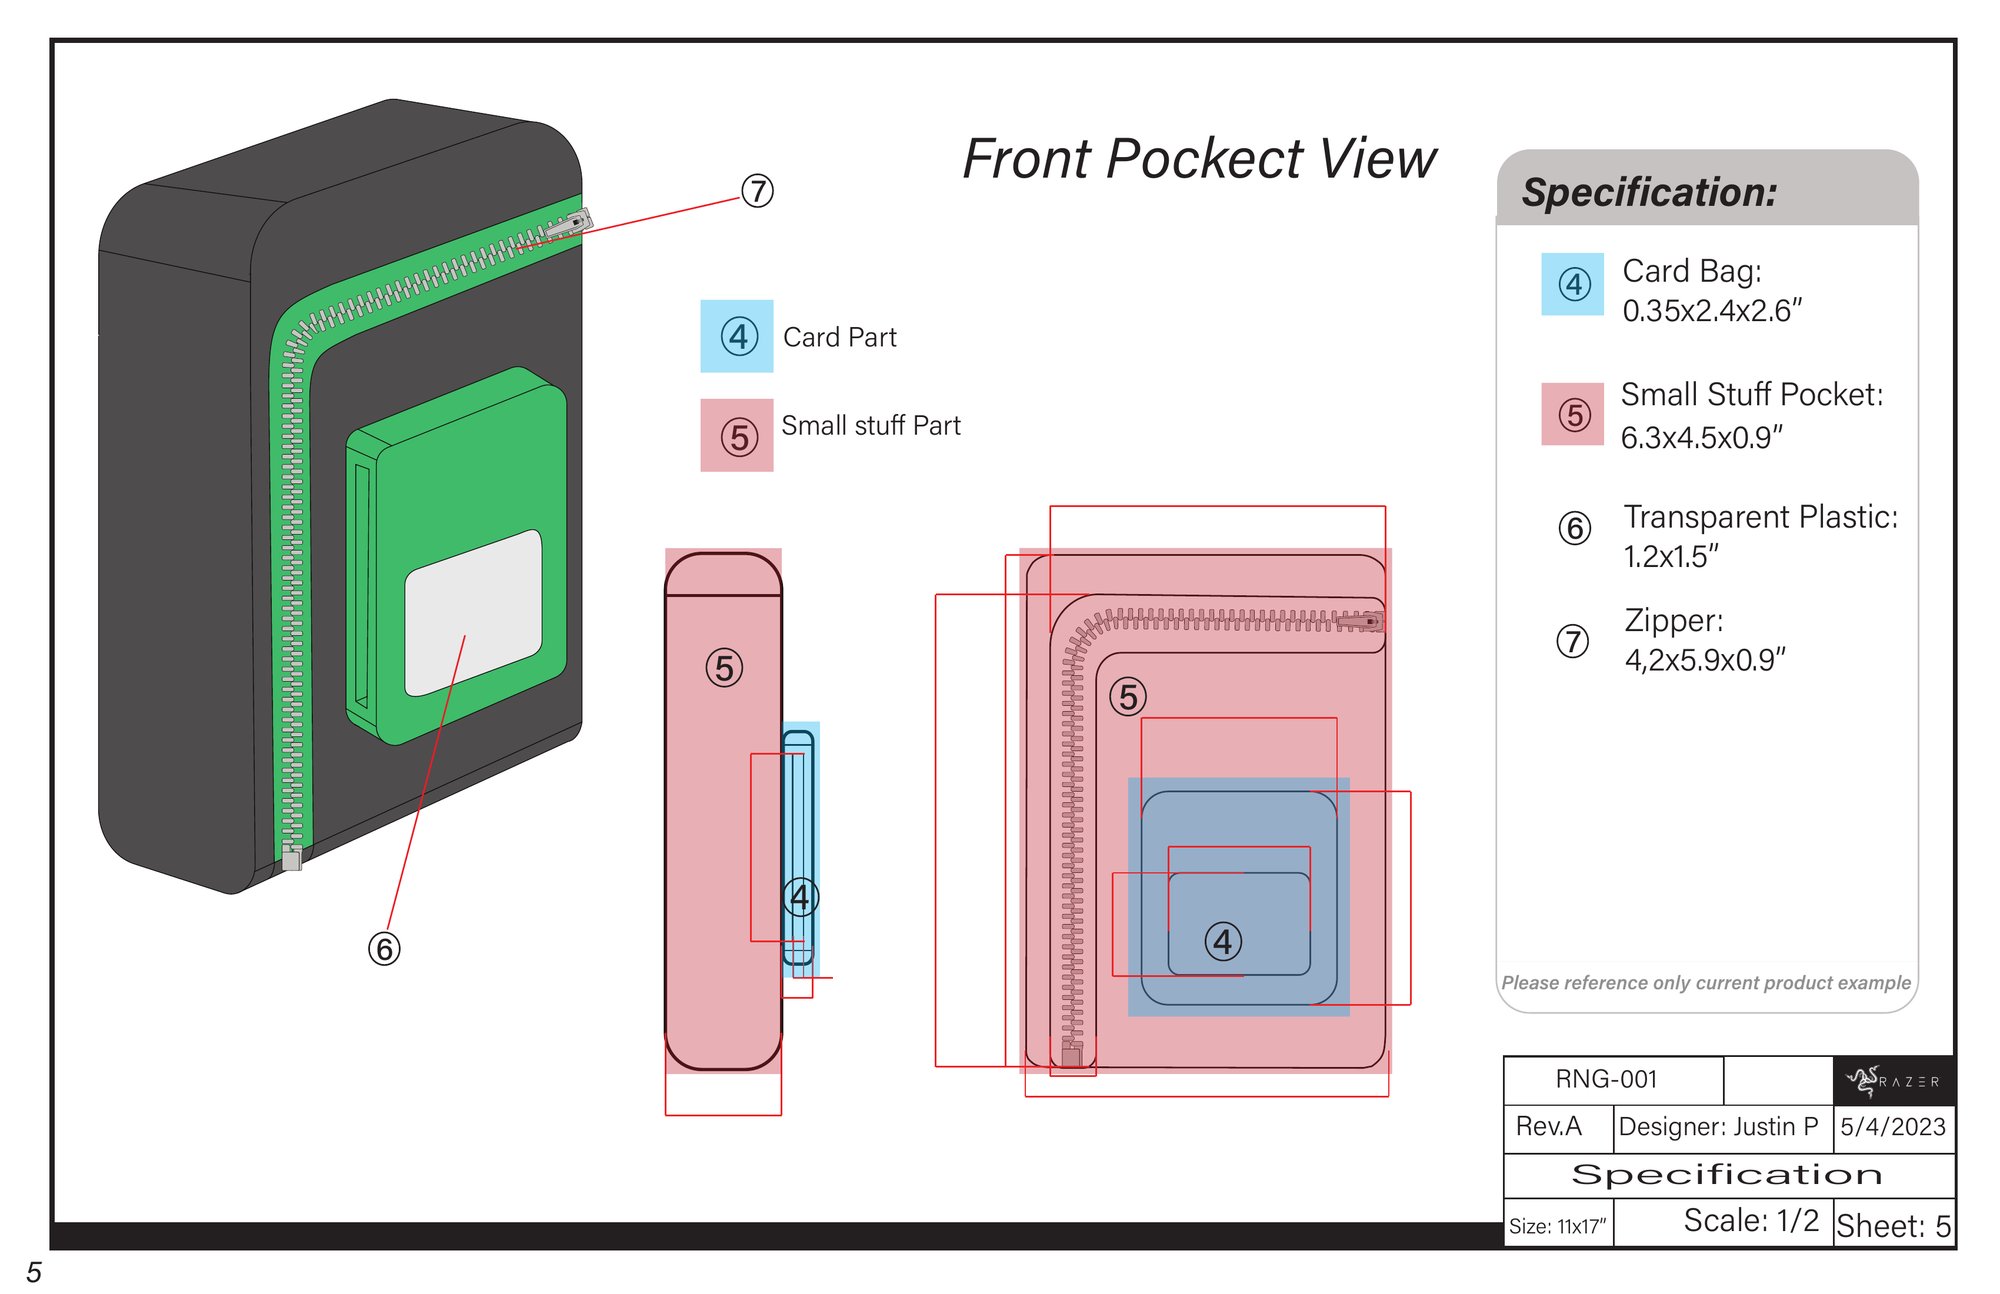 Front Pockect View
⑦
④ Card Part
⑤ Small stuff Part
⑥
⑤
④
⑤
④
Specification:
④ Card Bag:
0.35x2.4x2.6"
⑤ Small Stuff Pocket:
6.3x4.5x0.9"
⑥ Transparent Plastic:
1.2x1.5"
⑦ Zipper:
4,2x5.9x0.9"
Please reference only current product example
RNG-001
RAZER
Rev.A
Designer: Justin P
5/4/2023
Specification
Size: 11x17"
Scale: 1/2
Sheet: 5
5